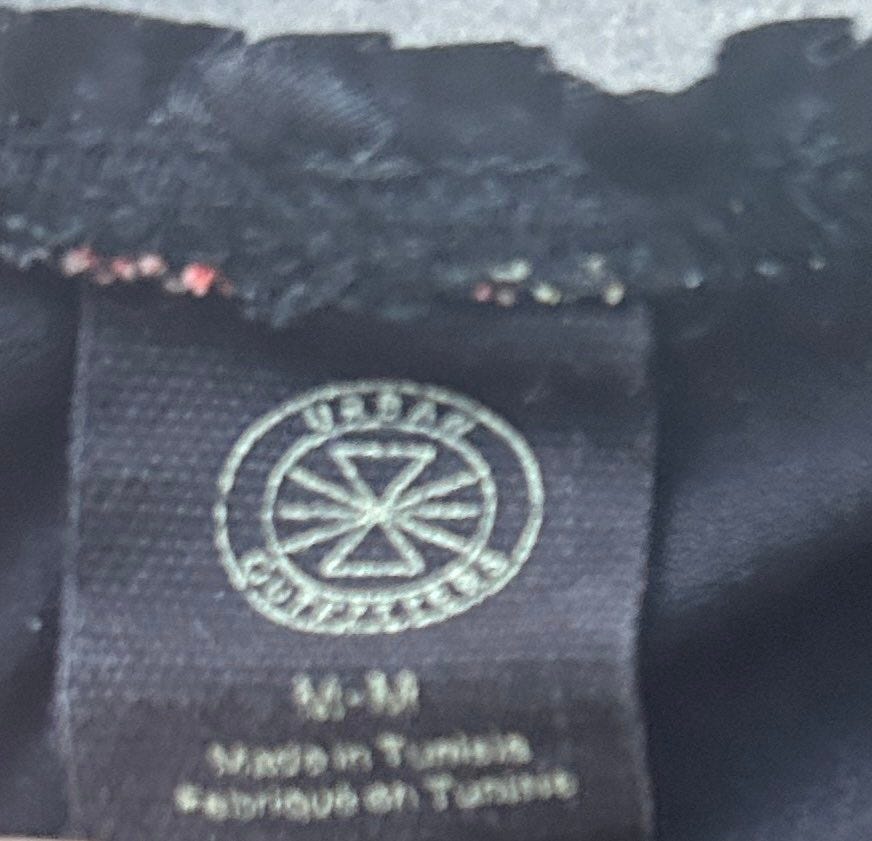 URBAN
OUTFITTERS
M-M
Made in Tunisia
Fabriqué en Tunisie